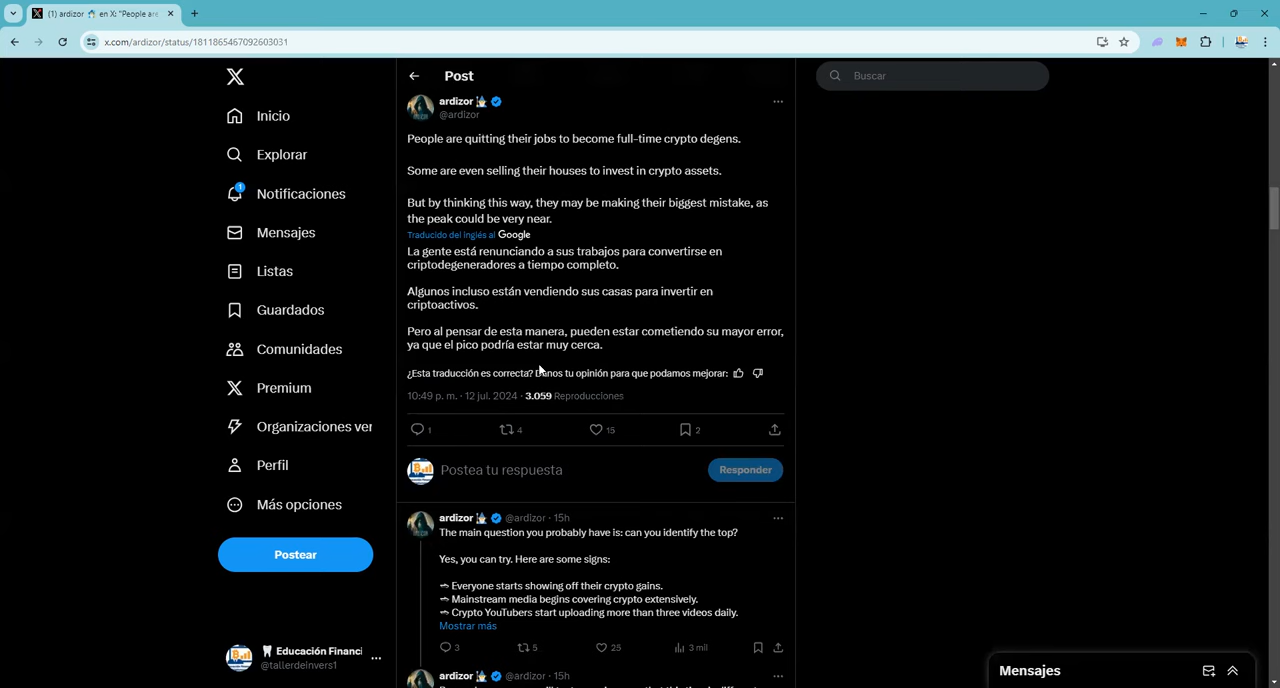 (1) ardizor en X: "People are
x.com/ardizor/status/1811865467092603031
Inicio
Explorar
1
Notificaciones
Mensajes
Listas
Guardados
Comunidades
Premium
Organizaciones ver
Perfil
Más opciones
Postear
Educación Financi
@tallerdeinvers1
Post
ardizor
@ardizor
People are quitting their jobs to become full-time crypto degens.
Some are even selling their houses to invest in crypto assets.
But by thinking this way, they may be making their biggest mistake, as
the peak could be very near.
Traducido del inglés al Google
La gente está renunciando a sus trabajos para convertirse en
criptodegeneradores a tiempo completo.
Algunos incluso están vendiendo sus casas para invertir en
criptoactivos.
Pero al pensar de esta manera, pueden estar cometiendo su mayor error,
ya que el pico podría estar muy cerca.
¿Esta traducción es correcta? Danos tu opinión para que podamos mejorar:
10:49 p. m. · 12 jul. 2024 · 3.059 Reproducciones
1 4 15 2
Postea tu respuesta
Responder
ardizor @ardizor · 15h
The main question you probably have is: can you identify the top?
Yes, you can try. Here are some signs:
⇨ Everyone starts showing off their crypto gains.
⇨ Mainstream media begins covering crypto extensively.
⇨ Crypto YouTubers start uploading more than three videos daily.
Mostrar más
3 5 25 3 mil
ardizor @ardizor · 15h
Buscar
Mensajes